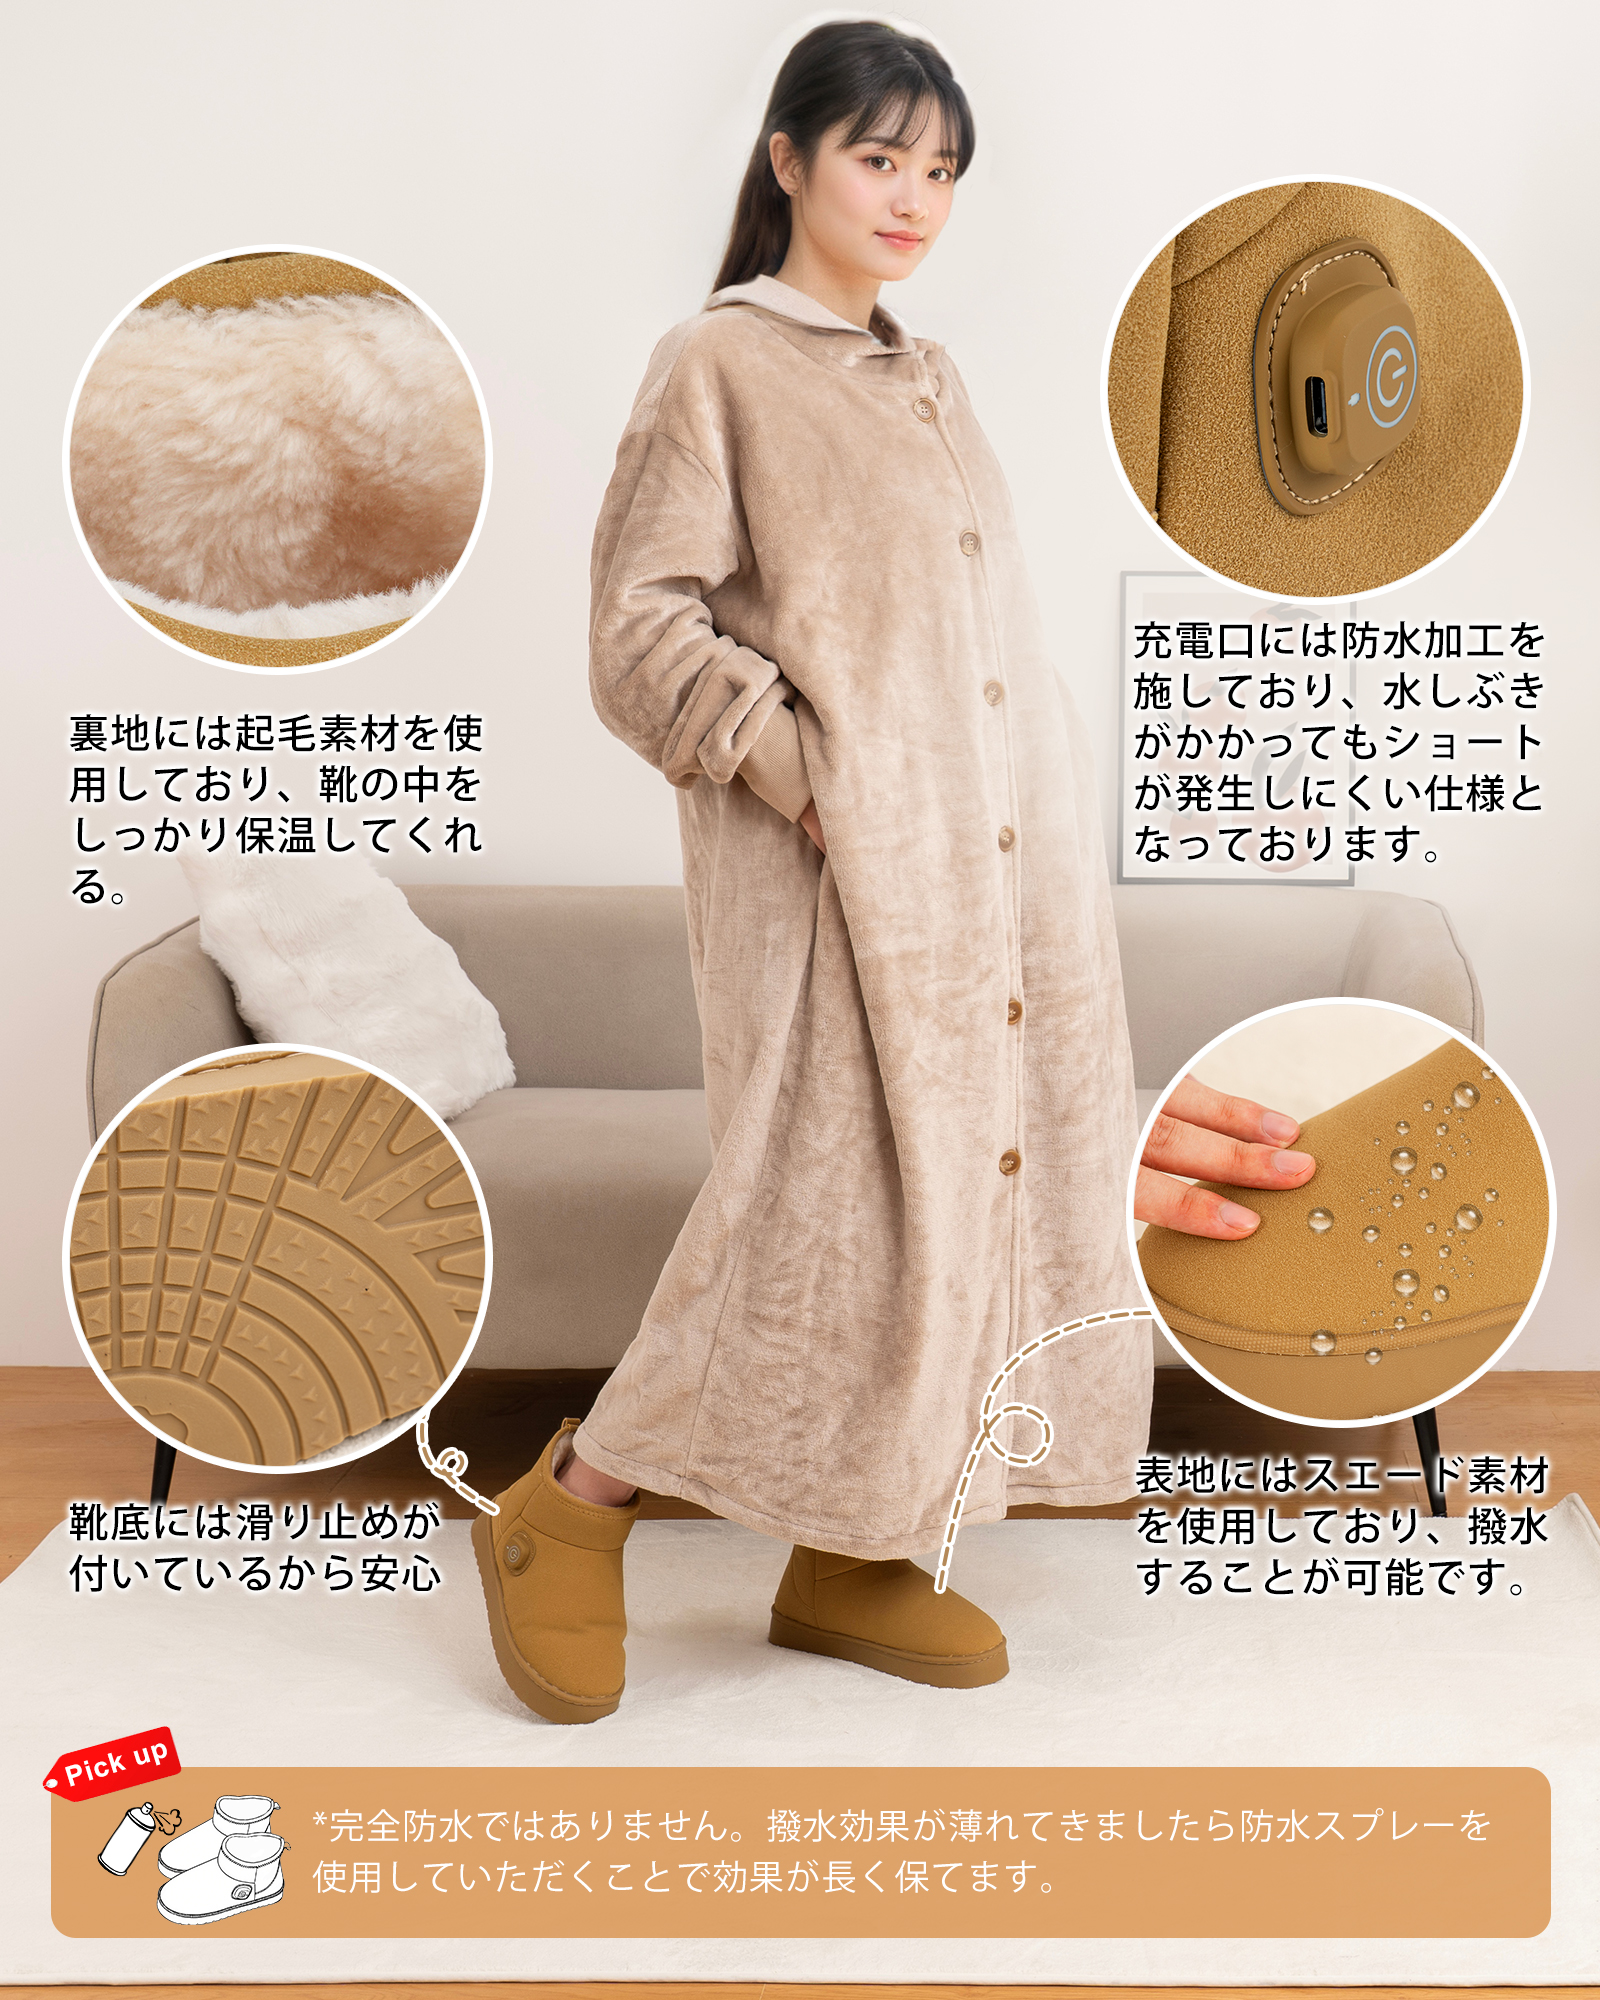 裏地には起毛素材を使
用しており、靴の中を
しっかり保温してくれ
る。
充電口には防水加工を
施しており、水しぶき
がかかってもショート
が発生しにくい仕様と
なっております。
靴底には滑り止めが
付いているから安心
表地にはスエード素材
を使用しており、撥水
することが可能です。
Pick up
*完全防水ではありません。撥水効果が薄れてきましたら防水スプレーを
使用していただくことで効果が長く保てます。